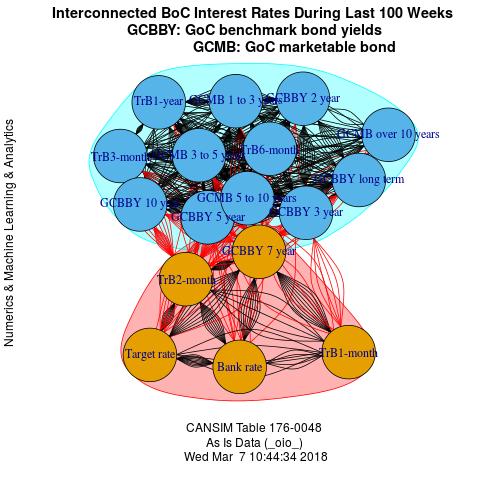 Interconnected BoC Interest Rates During Last 100 Weeks
GCBBY: GoC benchmark bond yields
GCMB: GoC marketable bond
Numerics & Machine Learning & Analytics
TrB1-year
GCMB 1 to 3 years
GCBBY 2 year
GCMB over 10 years
TrB3-month
GCMB 3 to 5 years
TrB6-month
GCBBY long term
GCBBY 10 year
GCMB 5 to 10 years
GCBBY 5 year
GCBBY 3 year
GCBBY 7 year
TrB2-month
Target rate
Bank rate
TrB1-month
CANSIM Table 176-0048
As Is Data (_oio_)
Wed Mar 7 10:44:34 2018